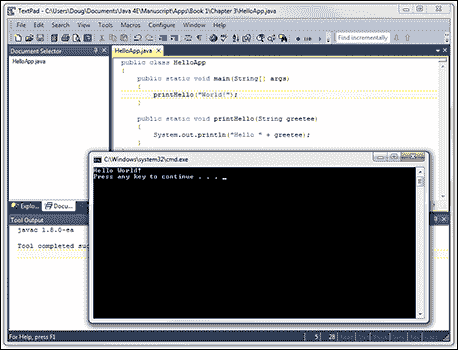 TextPad - C:\Users\Doug\Documents\Java 4E\Manuscript\Apps\Book 1\Chapter 3\HelloApp.java
File Edit Search View Tools Macros Configure Window Help
Find incrementally
Document Selector
HelloApp.java
HelloApp.java
public class HelloApp
{
public static void main(String[] args)
{
printHello("World!");
}
public static void printHello(String greetee)
{
System.out.println("Hello " + greetee);
}
C:\Windows\system32\cmd.exe
Hello World!
Press any key to continue . . . _
Explo... Docu...
Tool Output
javac 1.8.0-ea
Tool completed suc
For Help, press F1
5 28